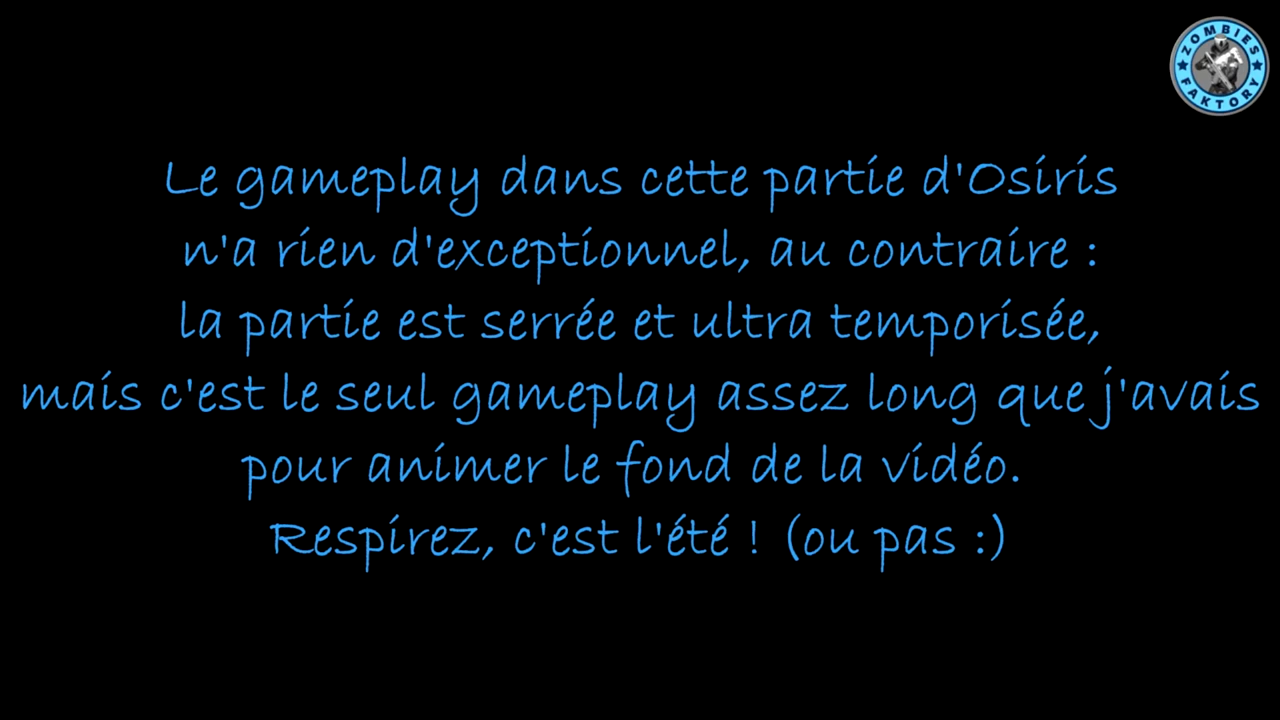 ZOMBIES
FAKTORY
Le gameplay dans cette partie d'Osiris
n'a rien d'exceptionnel, au contraire :
la partie est serrée et ultra temporisée,
mais c'est le seul gameplay assez long que j'avais
pour animer le fond de la vidéo.
Respirez, c'est l'été ! (ou pas :)